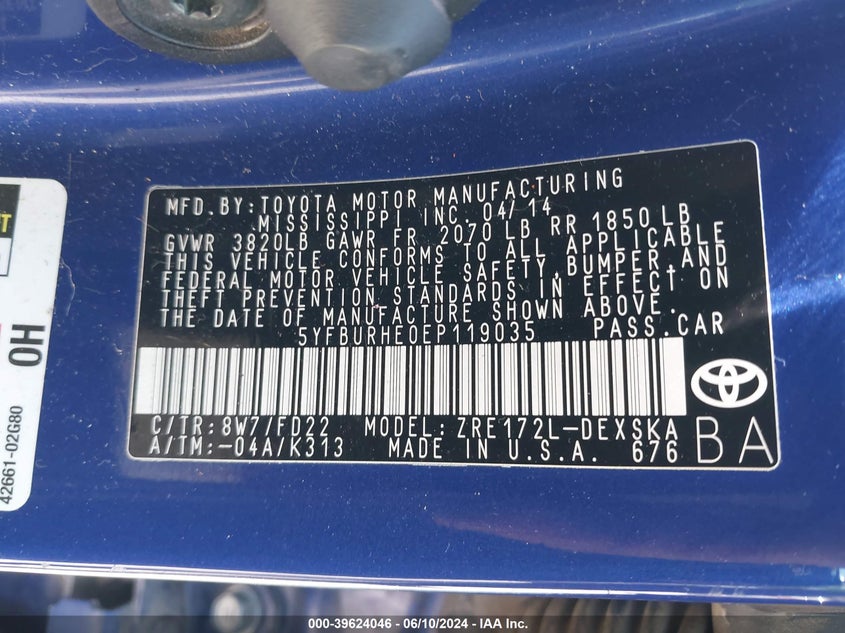 MFD.BY:TOYOTA MOTOR MANUFACTURING
MISSISSIPPI INC. 04/14
GVWR 3820LB GAWR FR 2070 LB RR 1850LB
THIS VEHICLE CONFORMS TO ALL APPLICABLE
FEDERAL MOTOR VEHICLE SAFETY,BUMPER,AND
THEFT PREVENTION STANDARDS IN EFFECT ON
THE DATE OF MANUFACTURE SHOWN ABOVE.
5YFBURHE0EP119035 PASS.CAR
C/TR:8W7/FD22 MODEL:ZRE172L-DEXSKA
A/TM:-04A/K313 MADE IN U.S.A. 676
BA
OH
42661-02G80
000-39624046 - 06/10/2024 - IAA Inc.